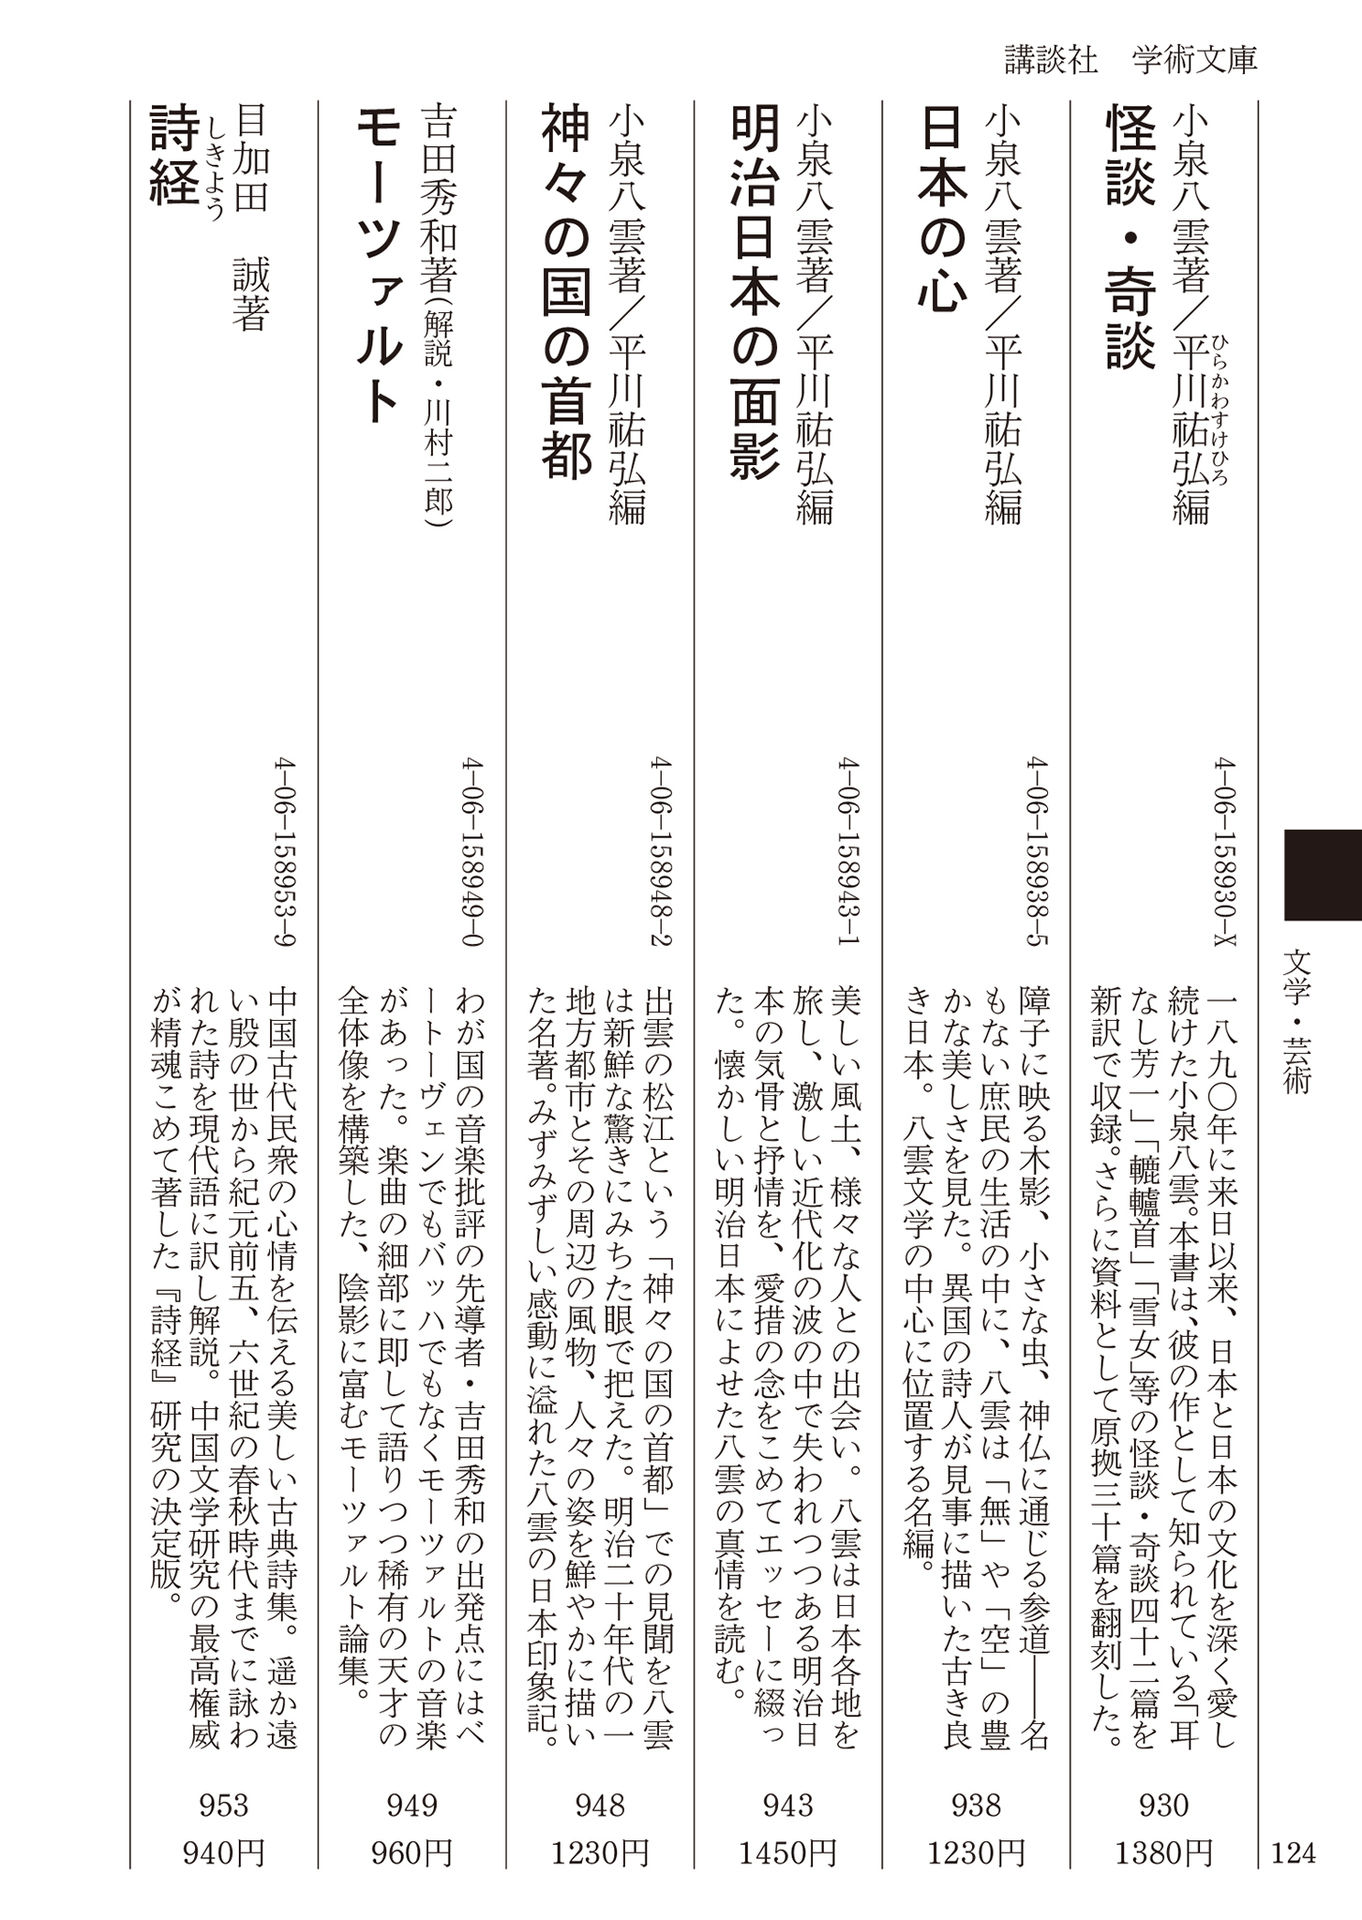 講談社　学術文庫
文学・芸術
124
小泉八雲著／平川祐弘編
ひらかわすけひろ
怪談・奇談
4-06-158930-X
一八九〇年に来日以来、日本と日本の文化を深く愛し
続けた小泉八雲。本書は、彼の作として知られている「耳
なし芳一」「轆轤首」「雪女」等の怪談・奇談四十二篇を
新訳で収録。さらに資料として原拠三十篇を翻刻した。
930
1380円
小泉八雲著／平川祐弘編
日本の心
4-06-158938-5
障子に映る木影、小さな虫、神仏に通じる参道――名
もない庶民の生活の中に、八雲は「無」や「空」の豊
かな美しさを見た。異国の詩人が見事に描いた古き良
き日本。八雲文学の中心に位置する名編。
938
1230円
小泉八雲著／平川祐弘編
明治日本の面影
4-06-158943-1
美しい風土、様々な人との出会い。八雲は日本各地を
旅し、激しい近代化の波の中で失われつつある明治日
本の気骨と抒情を、愛措の念をこめてエッセーに綴っ
た。懐かしい明治日本によせた八雲の真情を読む。
943
1450円
小泉八雲著／平川祐弘編
神々の国の首都
4-06-158948-2
出雲の松江という「神々の国の首都」での見聞を八雲
は新鮮な驚きにみちた眼で把えた。明治二十年代の一
地方都市とその周辺の風物、人々の姿を鮮やかに描い
た名著。みずみずしい感動に溢れた八雲の日本印象記。
948
1230円
吉田秀和著（解説・川村二郎）
モーツァルト
4-06-158949-0
わが国の音楽批評の先導者・吉田秀和の出発点にはベ
ートーヴェンでもバッハでもなくモーツァルトの音楽
があった。楽曲の細部に即して語りつつ稀有の天才の
全体像を構築した、陰影に富むモーツァルト論集。
949
960円
目加田　誠著
詩経
しきよう
4-06-158953-9
中国古代民衆の心情を伝える美しい古典詩集。遥か遠
い殷の世から紀元前五、六世紀の春秋時代までに詠わ
れた詩を現代語に訳し解説。中国文学研究の最高権威
が精魂こめて著した『詩経』研究の決定版。
953
940円